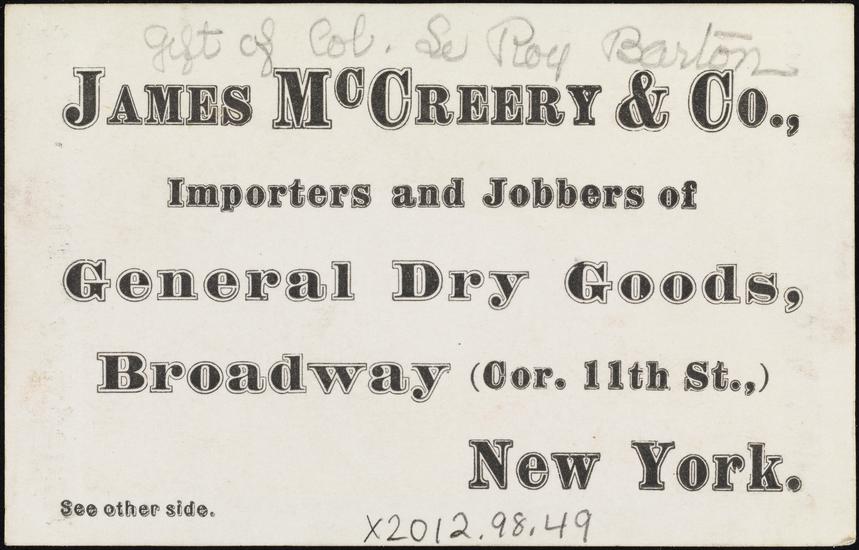 Gift of Col. Le Roy Barton
James McCreery & Co.,
Importers and Jobbers of
General Dry Goods,
Broadway (Cor. 11th St.,)
New York.
See other side.
X2012.98.49